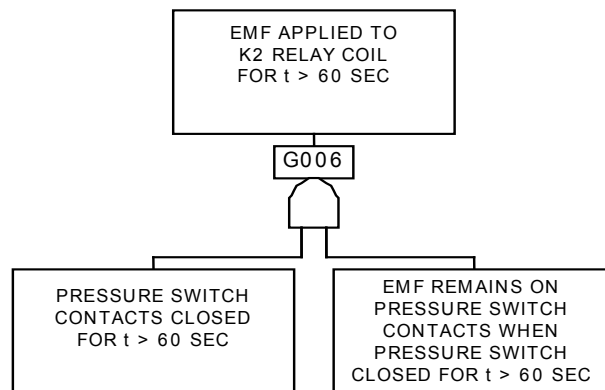 EMF APPLIED TO
K2 RELAY COIL
FOR t > 60 SEC
G006
PRESSURE SWITCH
CONTACTS CLOSED
FOR t > 60 SEC
EMF REMAINS ON
PRESSURE SWITCH
CONTACTS WHEN
PRESSURE SWITCH
CLOSED FOR t > 60 SEC